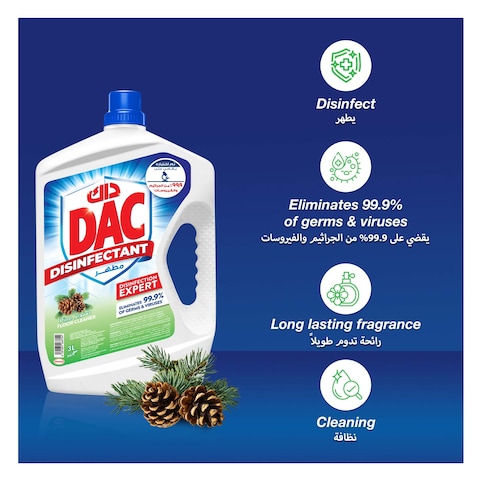 داك
DAC
DISINFECTANT
مطهر
DISINFECTION
EXPERT
ELIMINATES 99.9%
OF GERMS & VIRUSES
FLOOR CLEANER
3L
Disinfect
يطهر
Eliminates 99.9%
of germs & viruses
يقضي على 99.9% من الجراثيم والفيروسات
Long lasting fragrance
رائحة تدوم طويلاً
Cleaning
نظافة